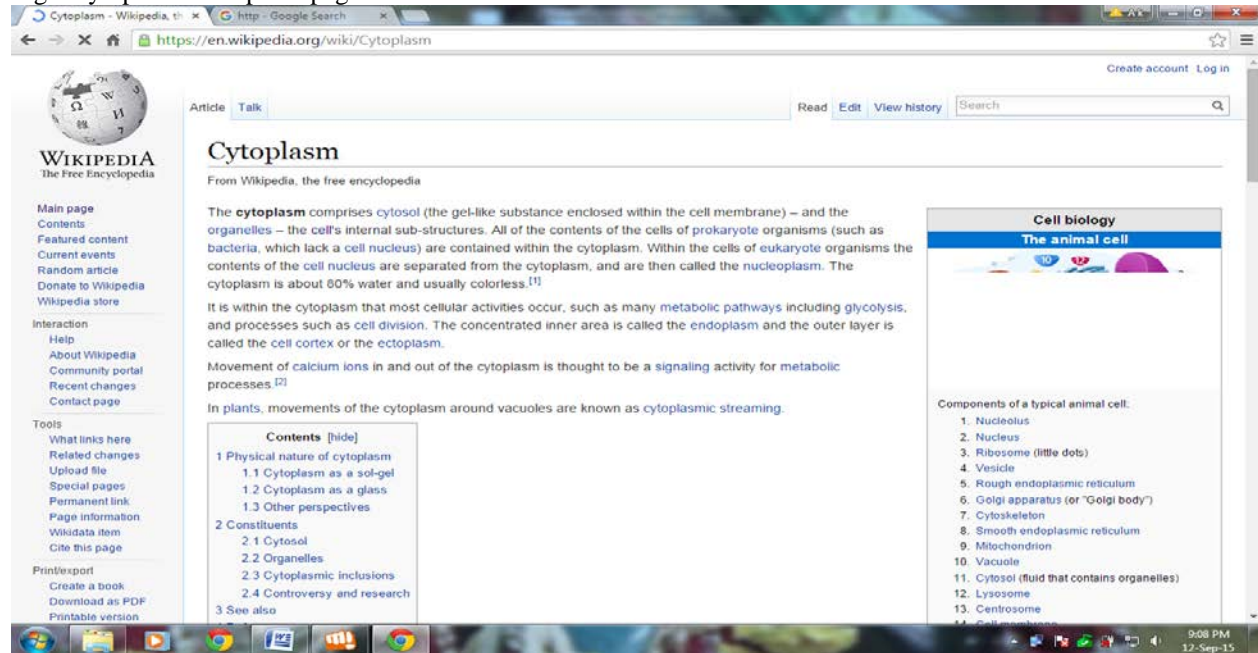 Cytoplasm - Wikipedia, th
http - Google Search
https://en.wikipedia.org/wiki/Cytoplasm
Create account Log in
Article Talk
Read Edit View history Search
WIKIPEDIA
The Free Encyclopedia
Main page
Contents
Featured content
Current events
Random article
Donate to Wikipedia
Wikipedia store
Interaction
Help
About Wikipedia
Community portal
Recent changes
Contact page
Tools
What links here
Related changes
Upload file
Special pages
Permanent link
Page information
Wikidata item
Cite this page
Print/export
Create a book
Download as PDF
Printable version
Cytoplasm
From Wikipedia, the free encyclopedia
The cytoplasm comprises cytosol (the gel-like substance enclosed within the cell membrane) – and the
organelles – the cell's internal sub-structures. All of the contents of the cells of prokaryote organisms (such as
bacteria, which lack a cell nucleus) are contained within the cytoplasm. Within the cells of eukaryote organisms the
contents of the cell nucleus are separated from the cytoplasm, and are then called the nucleoplasm. The
cytoplasm is about 80% water and usually colorless.[1]
It is within the cytoplasm that most cellular activities occur, such as many metabolic pathways including glycolysis,
and processes such as cell division. The concentrated inner area is called the endoplasm and the outer layer is
called the cell cortex or the ectoplasm.
Movement of calcium ions in and out of the cytoplasm is thought to be a signaling activity for metabolic
processes.[2]
In plants, movements of the cytoplasm around vacuoles are known as cytoplasmic streaming.
Contents [hide]
1 Physical nature of cytoplasm
1.1 Cytoplasm as a sol-gel
1.2 Cytoplasm as a glass
1.3 Other perspectives
2 Constituents
2.1 Cytosol
2.2 Organelles
2.3 Cytoplasmic inclusions
2.4 Controversy and research
3 See also
Cell biology
The animal cell
Components of a typical animal cell:
1. Nucleolus
2. Nucleus
3. Ribosome (little dots)
4. Vesicle
5. Rough endoplasmic reticulum
6. Golgi apparatus (or "Golgi body")
7. Cytoskeleton
8. Smooth endoplasmic reticulum
9. Mitochondrion
10. Vacuole
11. Cytosol (fluid that contains organelles)
12. Lysosome
13. Centrosome
14. Cell membrane
9:08 PM
12-Sep-15